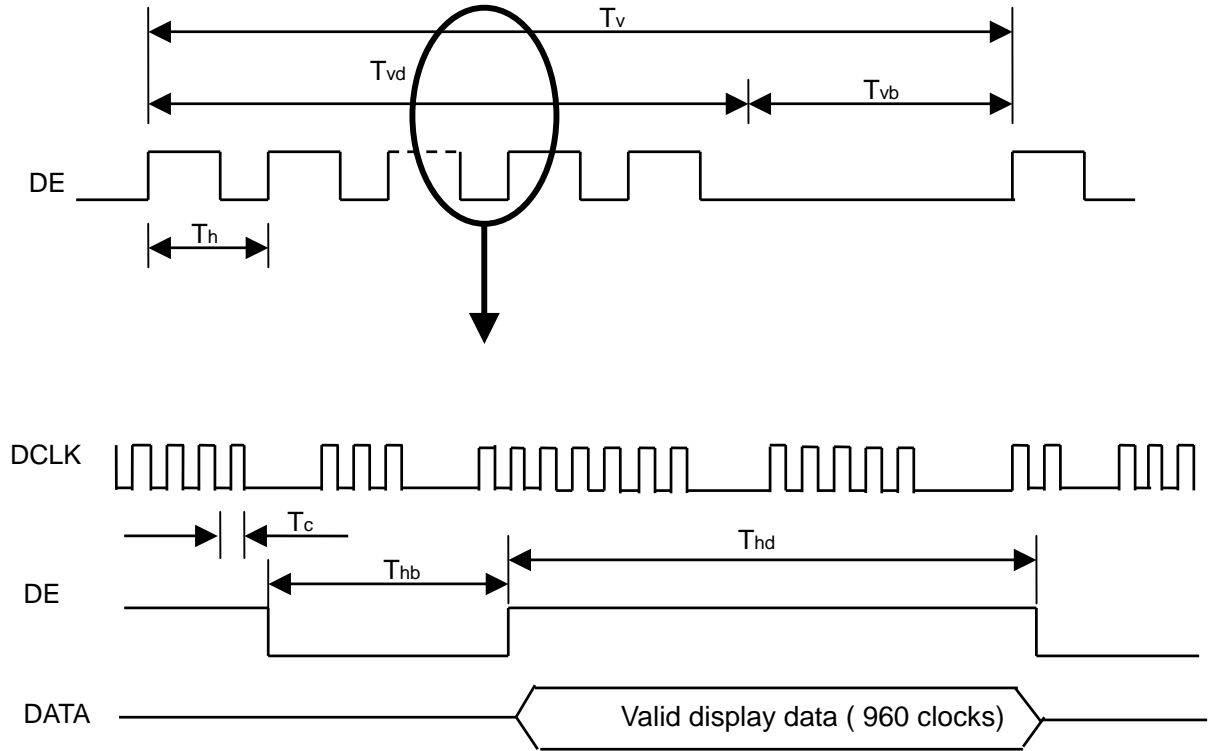 Tv
Tvd
Tvb
DE
Th
DCLK
Tc
Thd
Thb
DE
DATA
Valid display data ( 960 clocks)